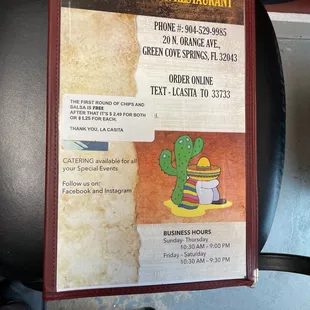 RESTAURANT
PHONE #: 904-529-9985
20 N. ORANGE AVE.,
GREEN COVE SPRINGS, FL 32043
ORDER ONLINE
TEXT - LCASITA TO 33733
THE FIRST ROUND OF CHIPS AND
SALSA IS FREE
AFTER THAT IT'S $ 2.49 FOR BOTH
OR $ 1.25 FOR EACH.
THANK YOU, LA CASITA
CATERING available for all
your Special Events
Follow us on:
Facebook and Instagram
BUSINESS HOURS
Sunday- Thursday
10:30 AM - 9:00 PM
Friday - Saturday
10:30 AM - 9:30 PM